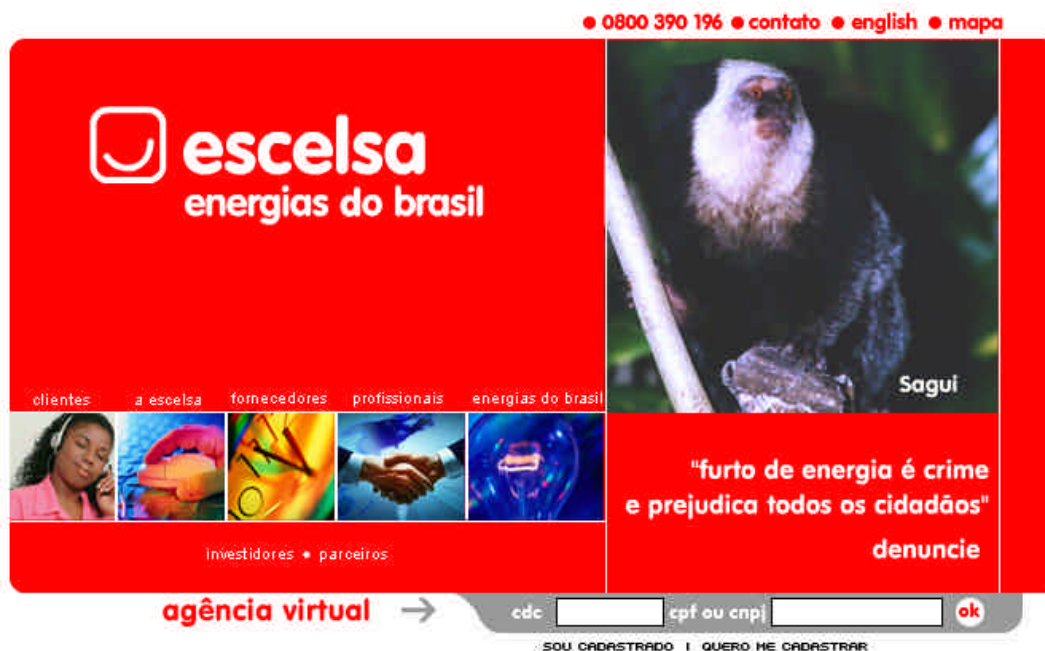 0800 390 196 contato english mapa
escelsa
energias do brasil
Sagui
clientes a escelsa fornecedores profissionais energias do brasil
"furto de energia é crime
e prejudica todos os cidadãos"
denuncie
investidores parceiros
agência virtual → cdc cpf ou cnpj ok
SOU CADASTRADO | QUERO ME CADASTRAR